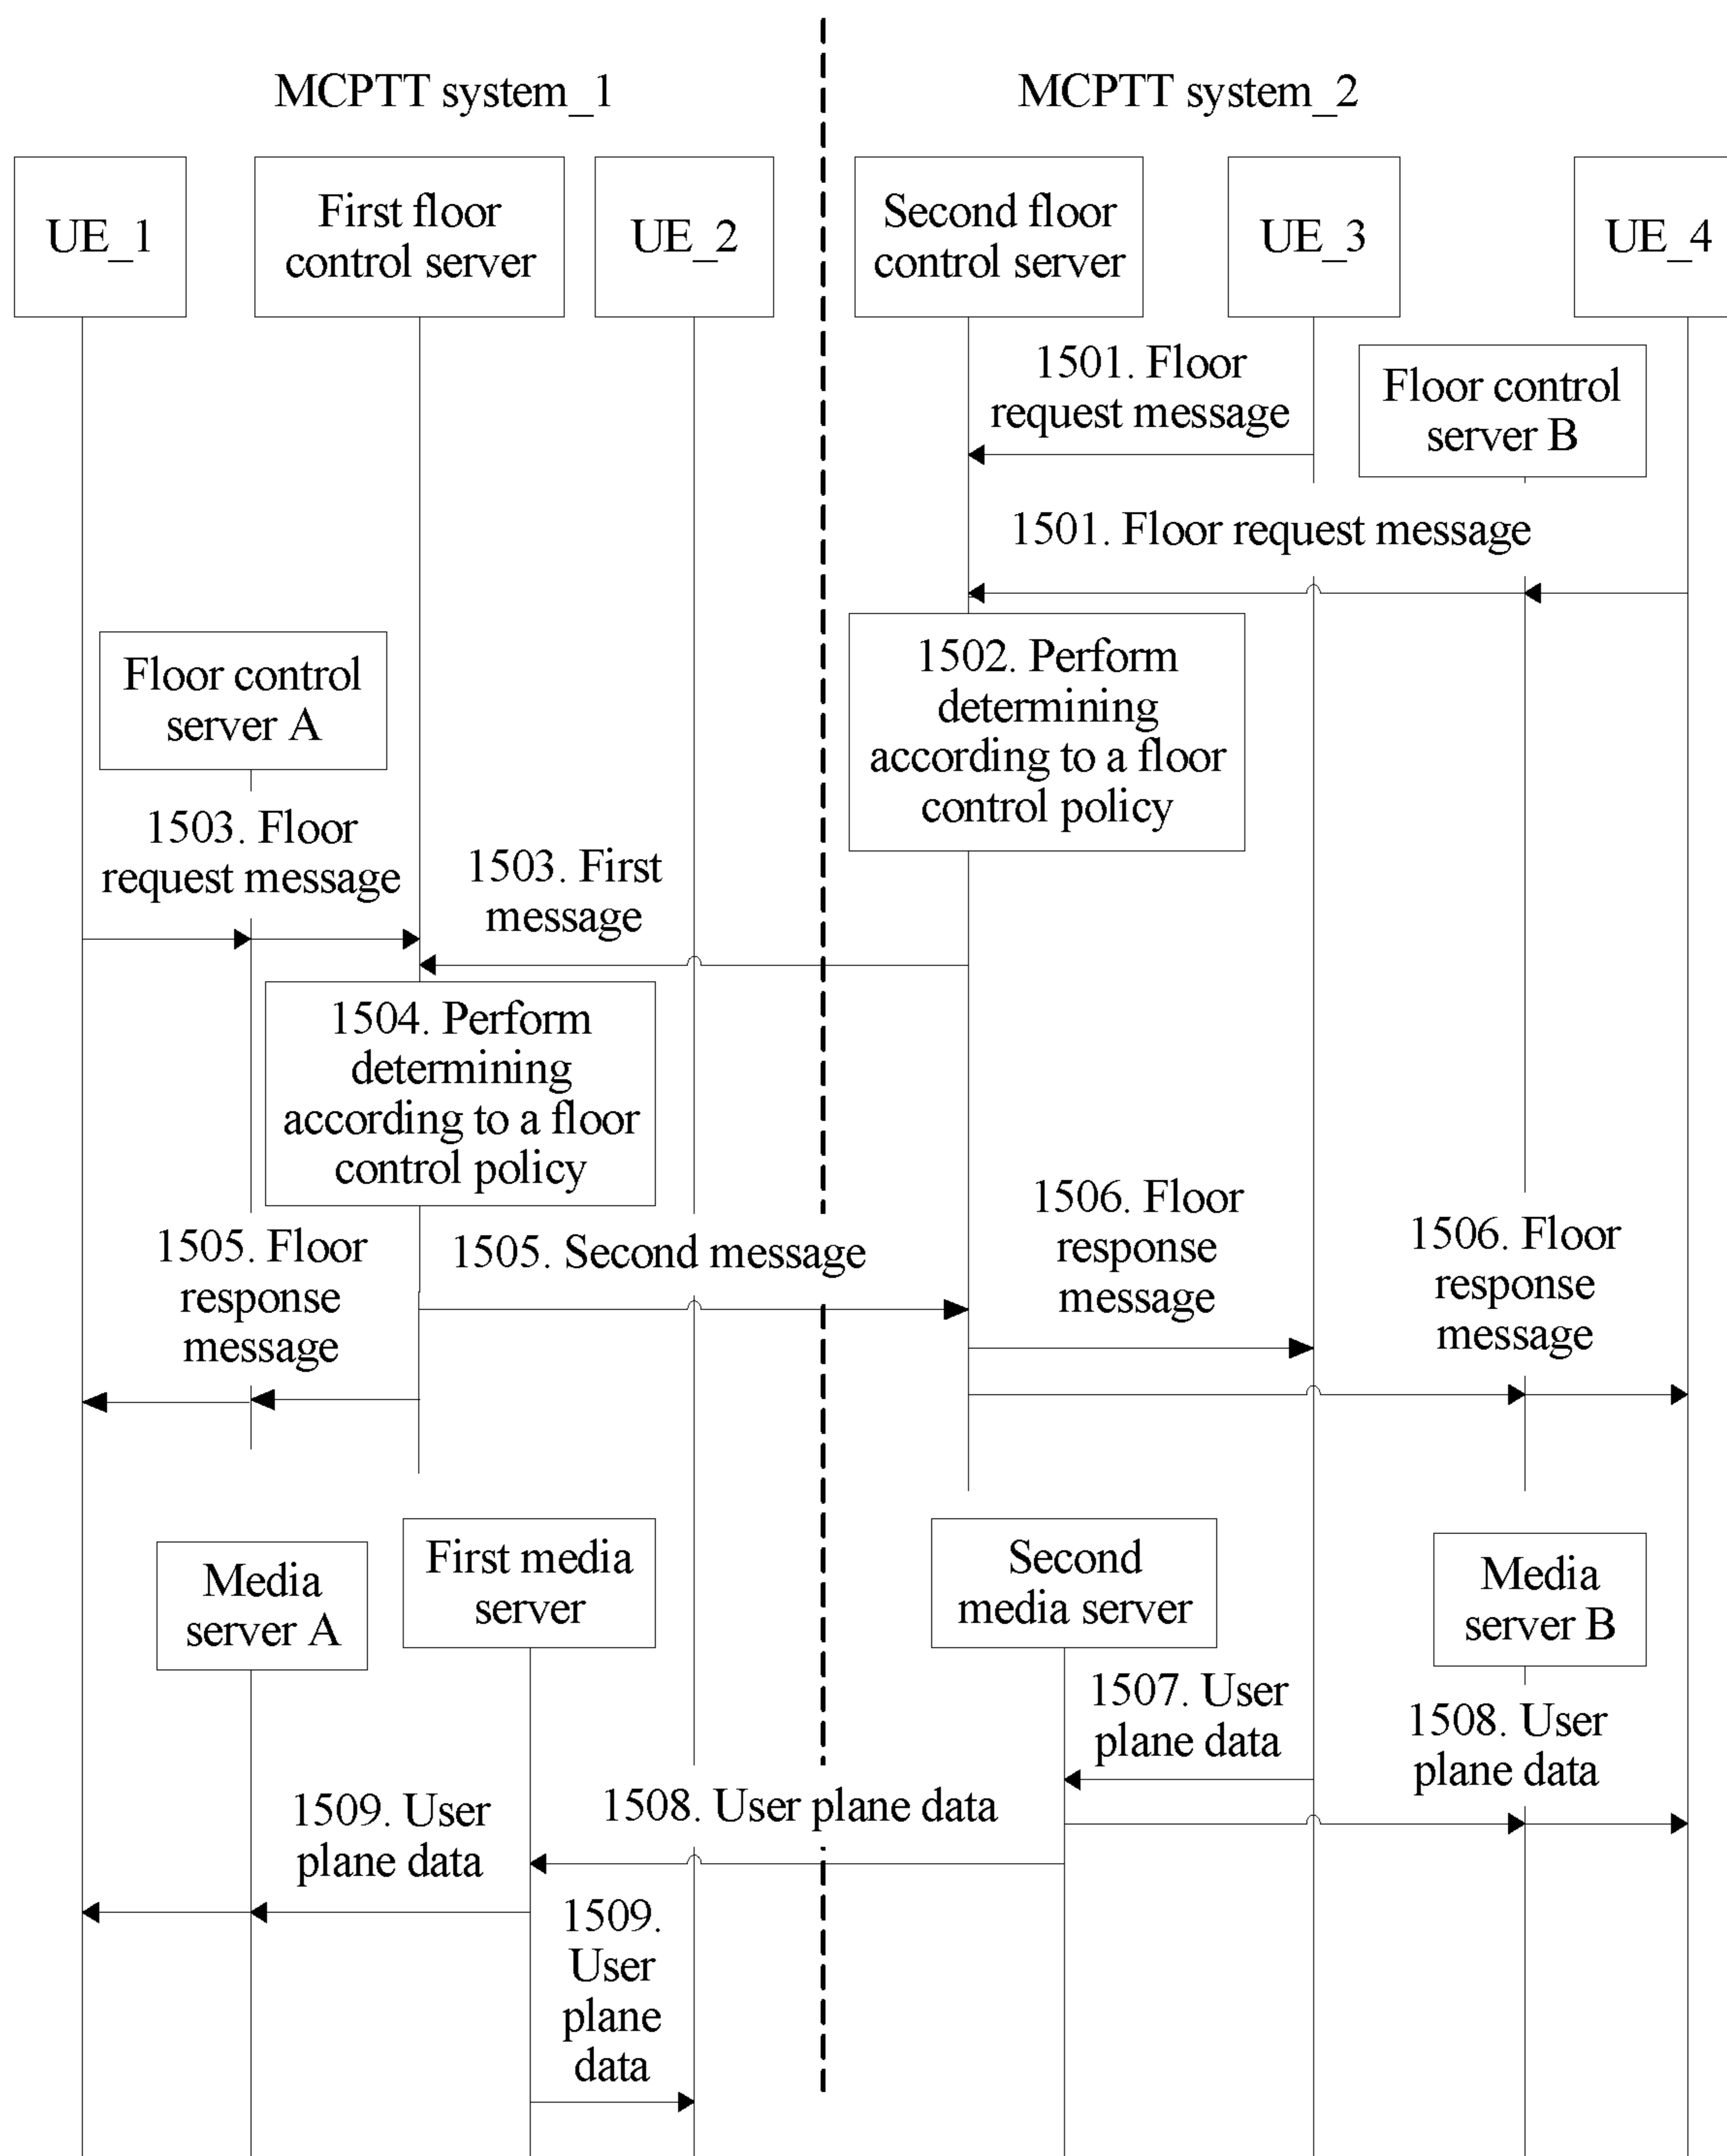 MCPTT system_1
MCPTT system_2
UE_1
First floor
control server
UE_2
Second floor
control server
UE_3
UE_4
1501. Floor
request message
Floor control
server B
1501. Floor request message
Floor control
server A
1502. Perform
determining
according to a floor
control policy
1503. Floor
request message
1503. First
message
1504. Perform
determining
according to a floor
control policy
1505. Floor
response
message
1505. Second message
1506. Floor
response
message
1506. Floor
response
message
Media
server A
First media
server
Second
media server
Media
server B
1507. User
plane data
1508. User
plane data
1508. User plane data
1509. User
plane data
1509.
User
plane
data